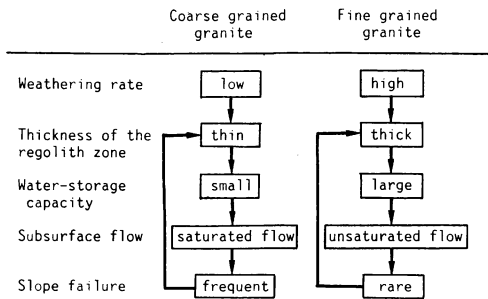 Coarse grained Fine grained
granite granite
Weathering rate low high
Thickness of the thin thick
regolith zone
Water-storage small large
capacity
Subsurface flow saturated flow unsaturated flow
Slope failure frequent rare